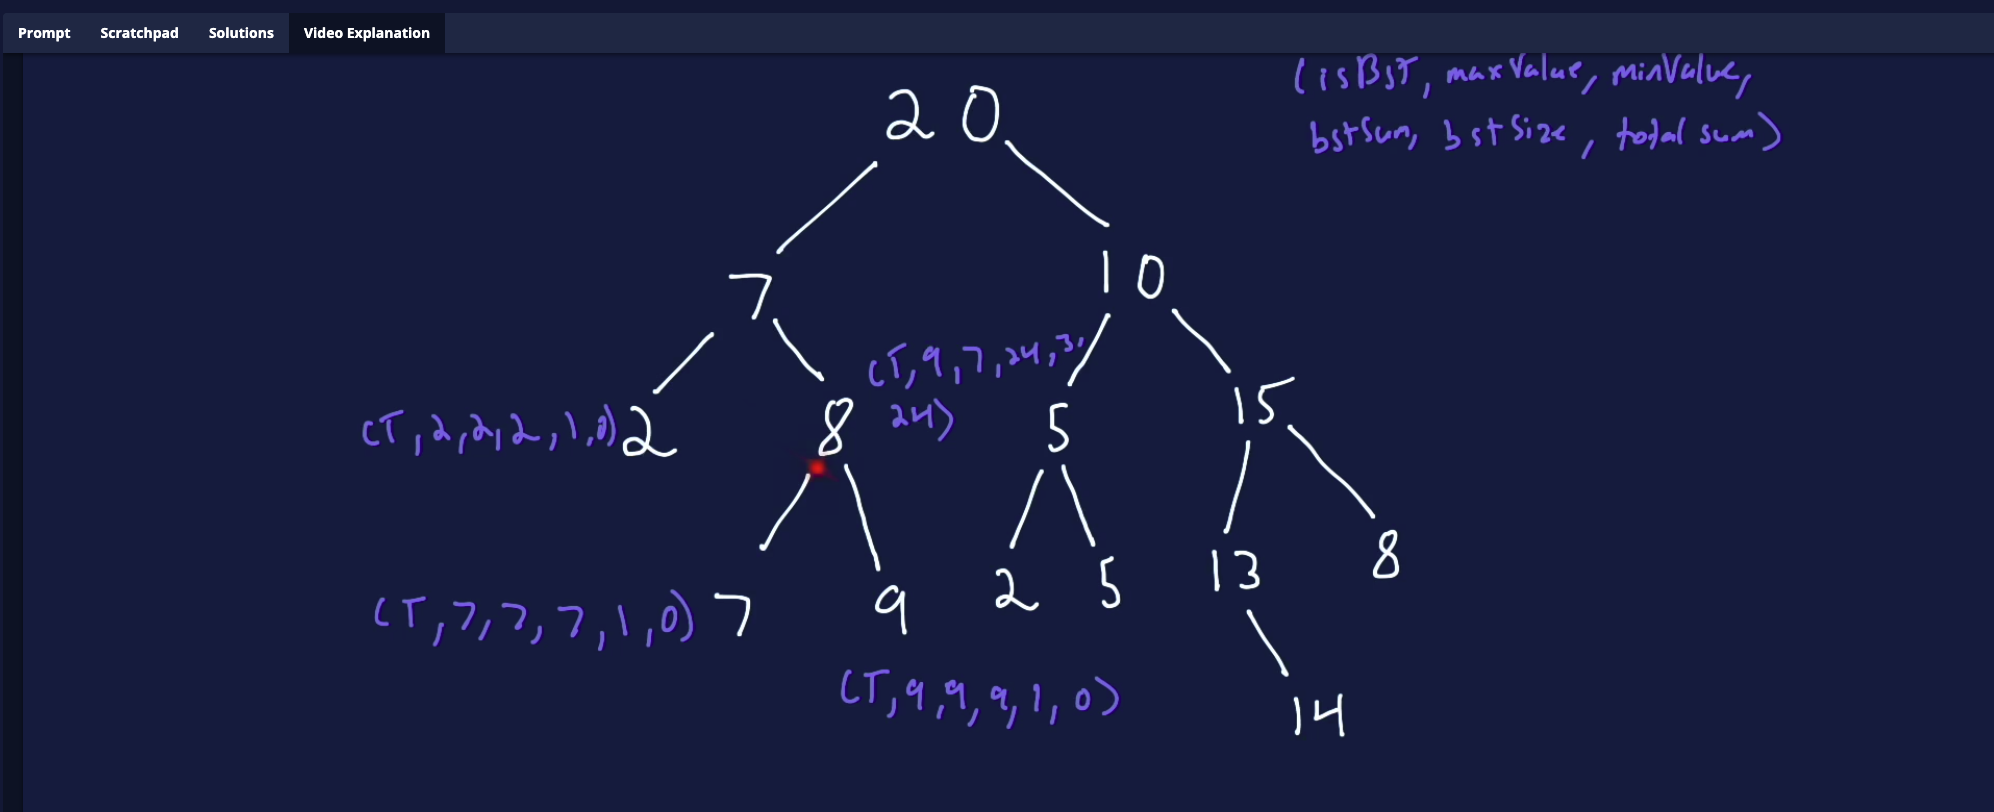 Prompt Scratchpad Solutions Video Explanation
(isBST, maxValue, minValue,
bstSum, bstSize, total sum)
20
7 10
(T, 9, 7, 24, 3,
24)
(T, 2, 2, 2, 1, 0) 2 8 5 15
(T, 7, 7, 7, 1, 0) 7 9 2 5 13 8
(T, 9, 9, 9, 1, 0)
14